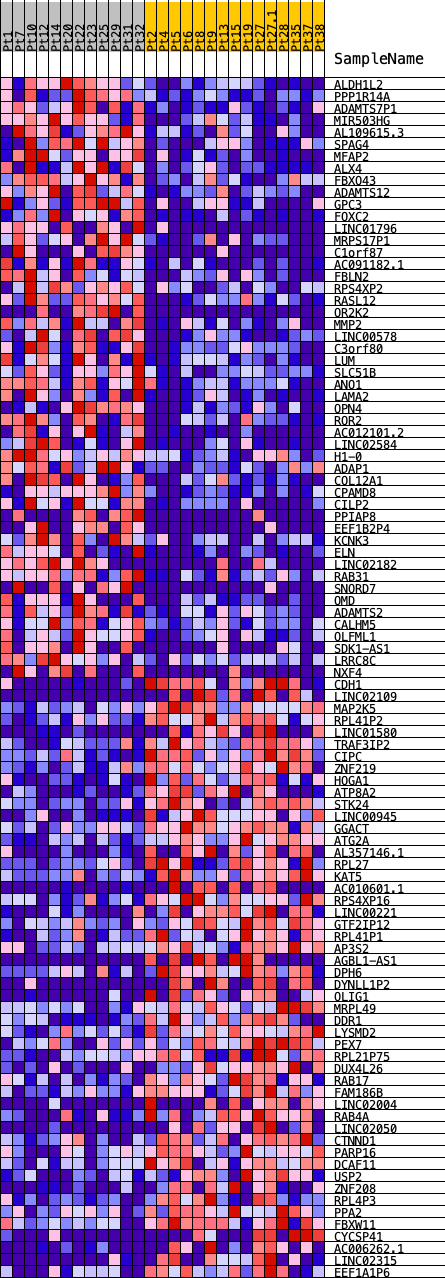 Pt1 Pt7 Pt10 Pt12 Pt14 Pt20 Pt22 Pt23 Pt25 Pt29 Pt31 Pt32 Pt2 Pt4 Pt5 Pt6 Pt8 Pt9 Pt13 Pt15 Pt19 Pt27 Pt27.1 Pt28 Pt35 Pt37 Pt38
SampleName
ALDH1L2
PPP1R14A
ADAMTS7P1
MIR503HG
AL109615.3
SPAG4
MFAP2
ALX4
FBXO43
ADAMTS12
GPC3
FOXC2
LINC01796
MRPS17P1
C1orf87
AC091182.1
FBLN2
RPS4XP2
RASL12
OR2K2
MMP2
LINC00578
C3orf80
LUM
SLC51B
ANO1
LAMA2
OPN4
ROR2
AC012101.2
LINC02584
H1-0
ADAP1
COL12A1
CPAMD8
CILP2
PPIAP8
EEF1B2P4
KCNK3
ELN
LINC02182
RAB31
SNORD7
OMD
ADAMTS2
CALHM5
OLFML1
SDK1-AS1
LRRC8C
NXF4
CDH1
LINC02109
MAP2K5
RPL41P2
LINC01580
TRAF3IP2
CIPC
ZNF219
HOGA1
ATP8A2
STK24
LINC00945
GGACT
ATG2A
AL357146.1
RPL27
KAT5
AC010601.1
RPS4XP16
LINC00221
GTF2IP12
RPL41P1
AP3S2
AGBL1-AS1
DPH6
DYNLL1P2
OLIG1
MRPL49
DDR1
LYSMD2
PEX7
RPL21P75
DUX4L26
RAB17
FAM186B
LINC02004
RAB4A
LINC02050
CTNND1
PARP16
DCAF11
USP2
ZNF208
RPL4P3
PPA2
FBXW11
CYCSP41
AC006262.1
LINC02315
EEF1A1P6